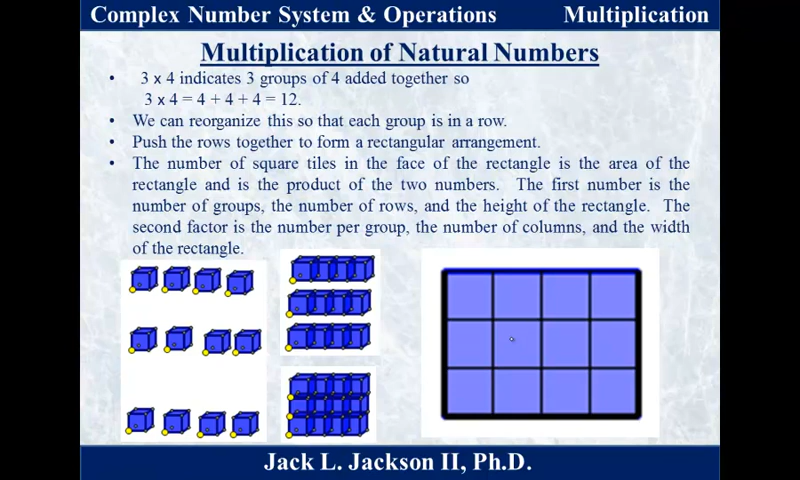 Complex Number System & Operations Multiplication
Multiplication of Natural Numbers
• 3 x 4 indicates 3 groups of 4 added together so
3 x 4 = 4 + 4 + 4 = 12.
• We can reorganize this so that each group is in a row.
• Push the rows together to form a rectangular arrangement.
• The number of square tiles in the face of the rectangle is the area of the
rectangle and is the product of the two numbers. The first number is the
number of groups, the number of rows, and the height of the rectangle. The
second factor is the number per group, the number of columns, and the width
of the rectangle.
Jack L. Jackson II, Ph.D.